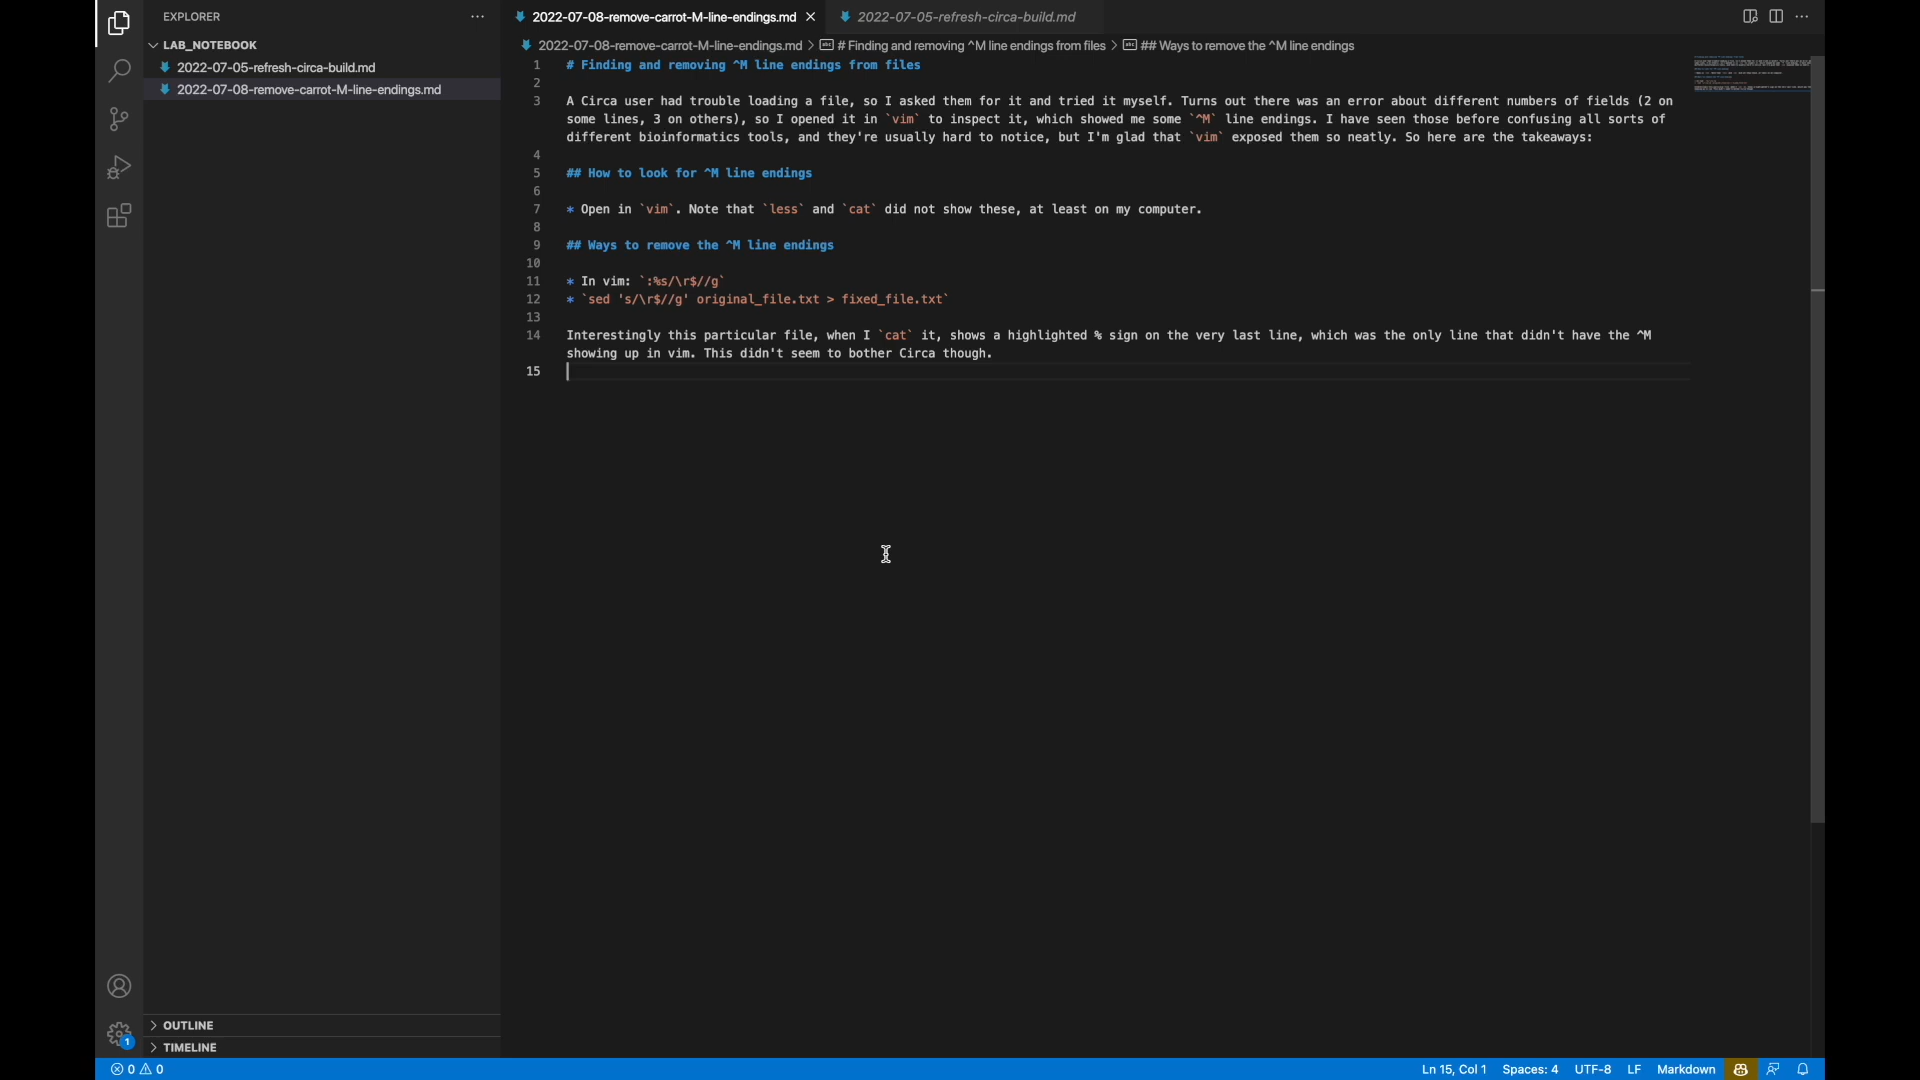 EXPLORER
LAB_NOTEBOOK
2022-07-05-refresh-circa-build.md
2022-07-08-remove-carrot-M-line-endings.md
OUTLINE
TIMELINE
2022-07-08-remove-carrot-M-line-endings.md
2022-07-05-refresh-circa-build.md
2022-07-08-remove-carrot-M-line-endings.md > # Finding and removing ^M line endings from files > ## Ways to remove the ^M line endings
1 # Finding and removing ^M line endings from files
2
3 A Circa user had trouble loading a file, so I asked them for it and tried it myself. Turns out there was an error about different numbers of fields (2 on
some lines, 3 on others), so I opened it in `vim` to inspect it, which showed me some `^M` line endings. I have seen those before confusing all sorts of
different bioinformatics tools, and they're usually hard to notice, but I'm glad that `vim` exposed them so neatly. So here are the takeaways:
4
5 ## How to look for ^M line endings
6
7 * Open in `vim`. Note that `less` and `cat` did not show these, at least on my computer.
8
9 ## Ways to remove the ^M line endings
10
11 * In vim: `:%s/\r$//g`
12 * `sed 's/\r$//g' original_file.txt > fixed_file.txt`
13
14 Interestingly this particular file, when I `cat` it, shows a highlighted % sign on the very last line, which was the only line that didn't have the ^M
showing up in vim. This didn't seem to bother Circa though.
15
1
0 0
Ln 15, Col 1 Spaces: 4 UTF-8 LF Markdown